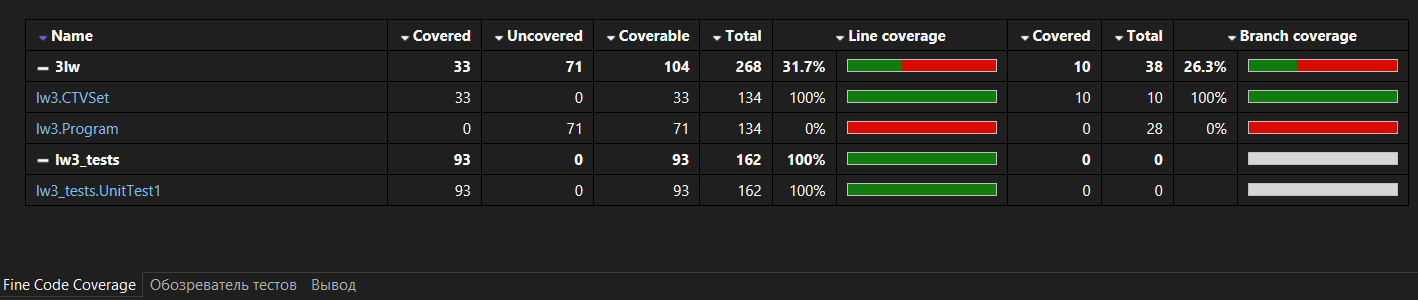 Name Covered Uncovered Coverable Total Line coverage Covered Total Branch coverage
3lw 33 71 104 268 31.7% 10 38 26.3%
lw3.CTVSet 33 0 33 134 100% 10 10 100%
lw3.Program 0 71 71 134 0% 0 28 0%
lw3_tests 93 0 93 162 100% 0 0
lw3_tests.UnitTest1 93 0 93 162 100% 0 0
Fine Code Coverage Обозреватель тестов Вывод